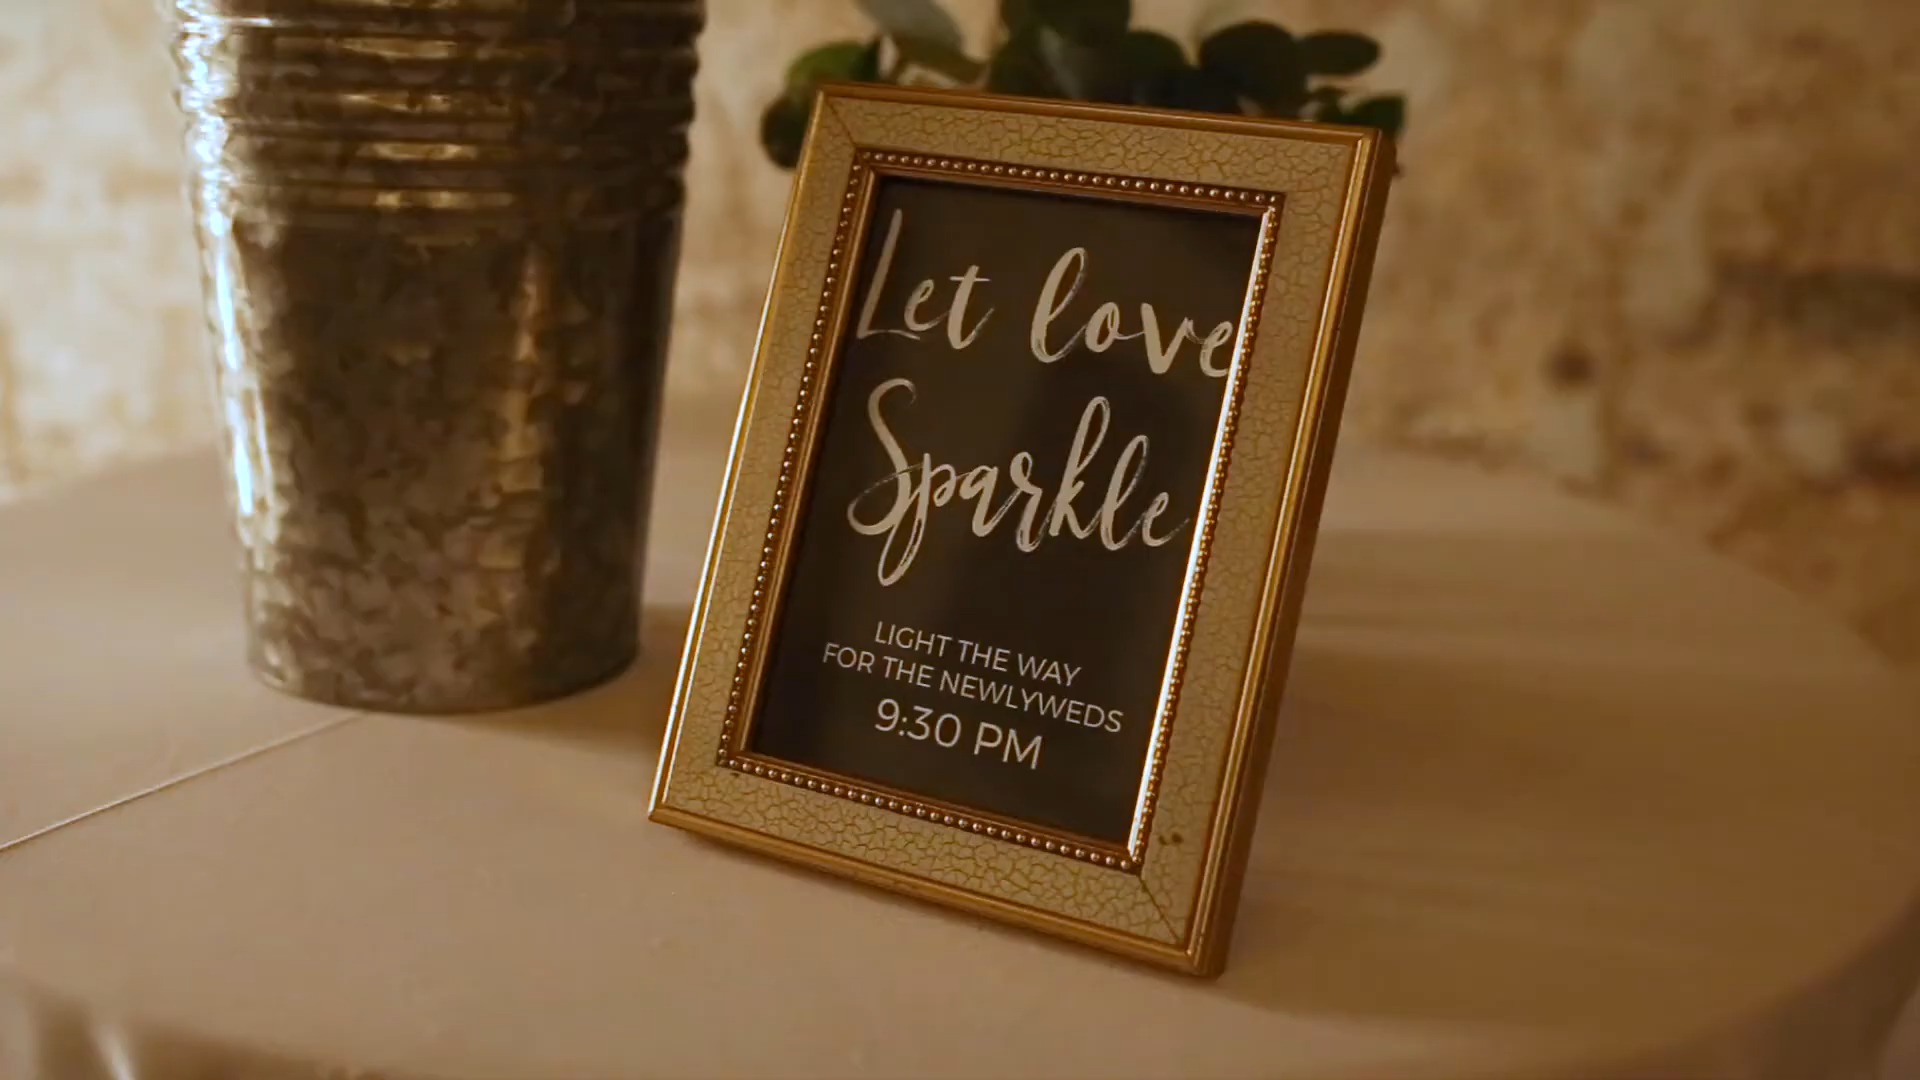 Let love
Sparkle
LIGHT THE WAY
FOR THE NEWLYWEDS
9:30 PM